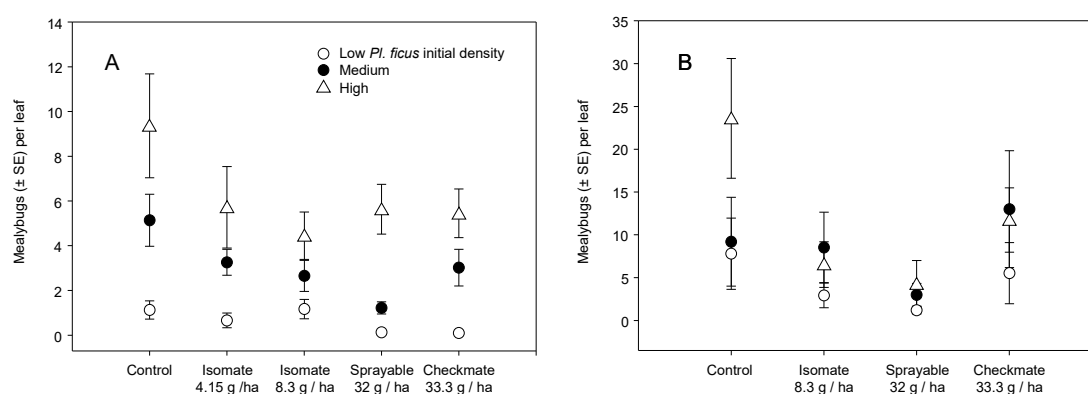 A
Mealybugs (± SE) per leaf
14
12
10
8
6
4
2
0
Low Pl. ficus initial density
Medium
High
Control
Isomate
4.15 g /ha
Isomate
8.3 g / ha
Sprayable
32 g / ha
Checkmate
33.3 g / ha
B
Mealybugs (± SE) per leaf
35
30
25
20
15
10
5
0
Control
Isomate
8.3 g / ha
Sprayable
32 g / ha
Checkmate
33.3 g / ha